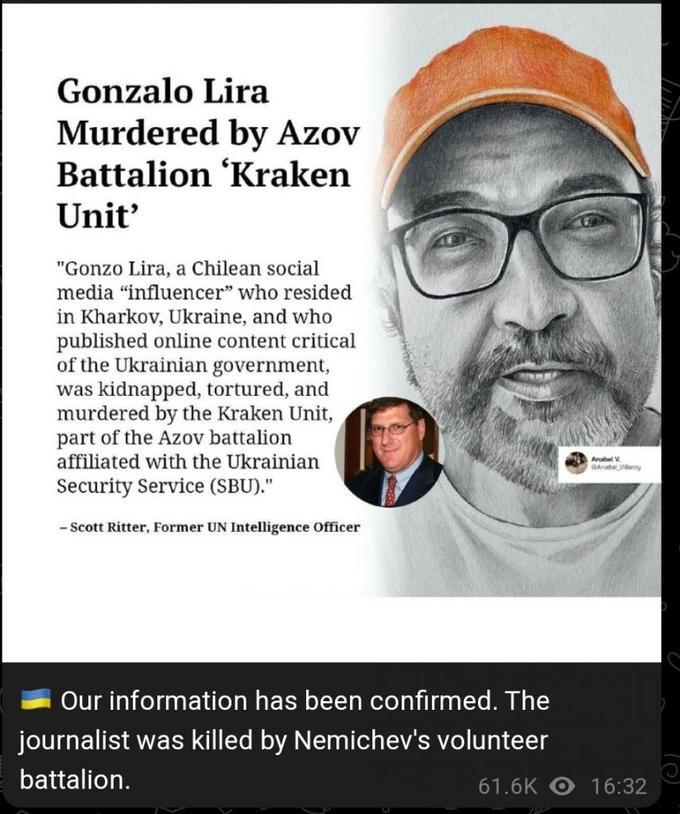 Gonzalo Lira
Murdered by Azov
Battalion ‘Kraken
Unit’
"Gonzo Lira, a Chilean social
media “influencer” who resided
in Kharkov, Ukraine, and who
published online content critical
of the Ukrainian government,
was kidnapped, tortured, and
murdered by the Kraken Unit,
part of the Azov battalion
affiliated with the Ukrainian
Security Service (SBU)."
– Scott Ritter, Former UN Intelligence Officer
Anabel V.
@Anabel_Villeroy
🇺🇦 Our information has been confirmed. The
journalist was killed by Nemichev's volunteer
battalion.
61.6K 16:32